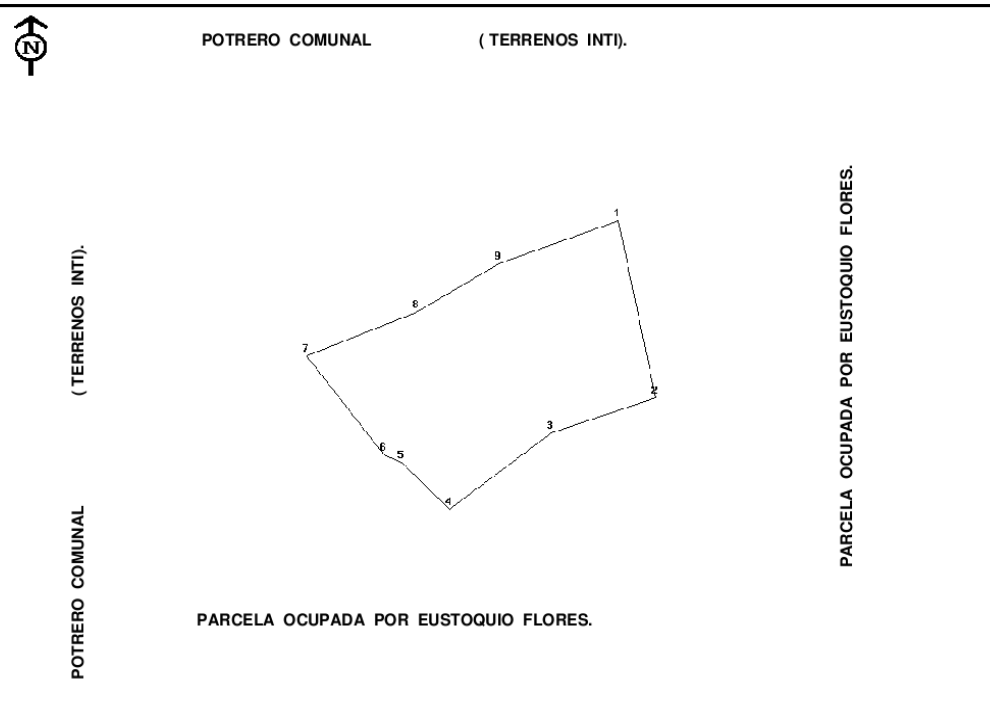 N
POTRERO COMUNAL ( TERRENOS INTI).
1
9
8
7
2
3
6
5
4
POTRERO COMUNAL ( TERRENOS INTI).
PARCELA OCUPADA POR EUSTOQUIO FLORES.
PARCELA OCUPADA POR EUSTOQUIO FLORES.